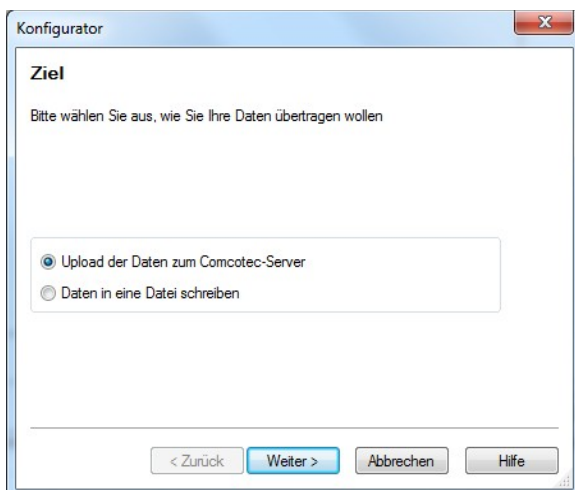 Konfigurator
Ziel
Bitte wählen Sie aus, wie Sie Ihre Daten übertragen wollen
Upload der Daten zum Comcotec-Server
Daten in eine Datei schreiben
< Zurück Weiter > Abbrechen Hilfe